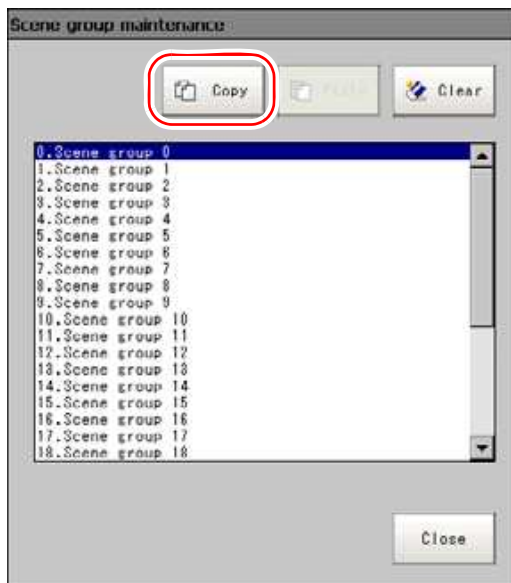 Scene group maintenance
Copy
Clear
0.Scene group 0
1.Scene group 1
2.Scene group 2
3.Scene group 3
4.Scene group 4
5.Scene group 5
6.Scene group 6
7.Scene group 7
8.Scene group 8
9.Scene group 9
10.Scene group 10
11.Scene group 11
12.Scene group 12
13.Scene group 13
14.Scene group 14
15.Scene group 15
16.Scene group 16
17.Scene group 17
18.Scene group 18
Close